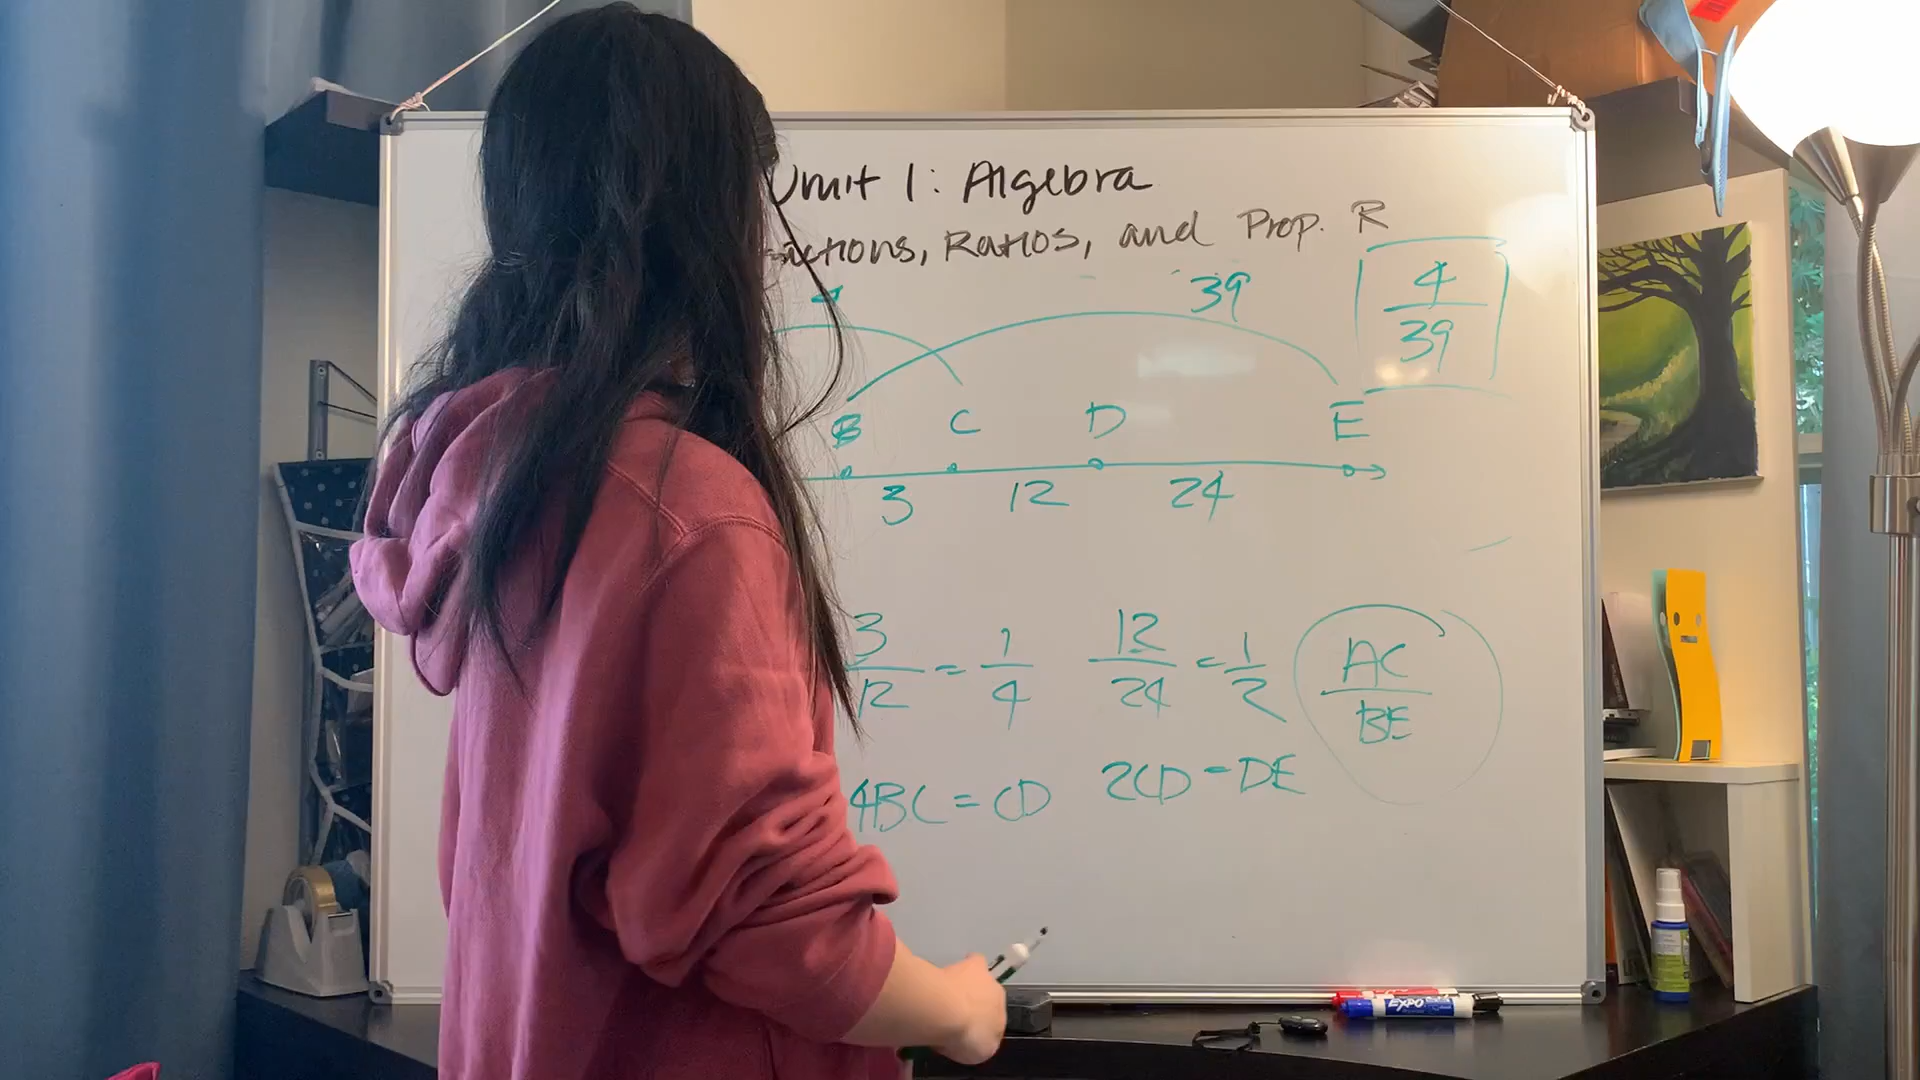 Unit 1: Algebra
Ratios, and Prop. R
4
39
4
39
B C D E
3 12 24
3
12
=
1
4
12
24
=
1
2
AC
BE
4BC = CD
2CD = DE
EXPO